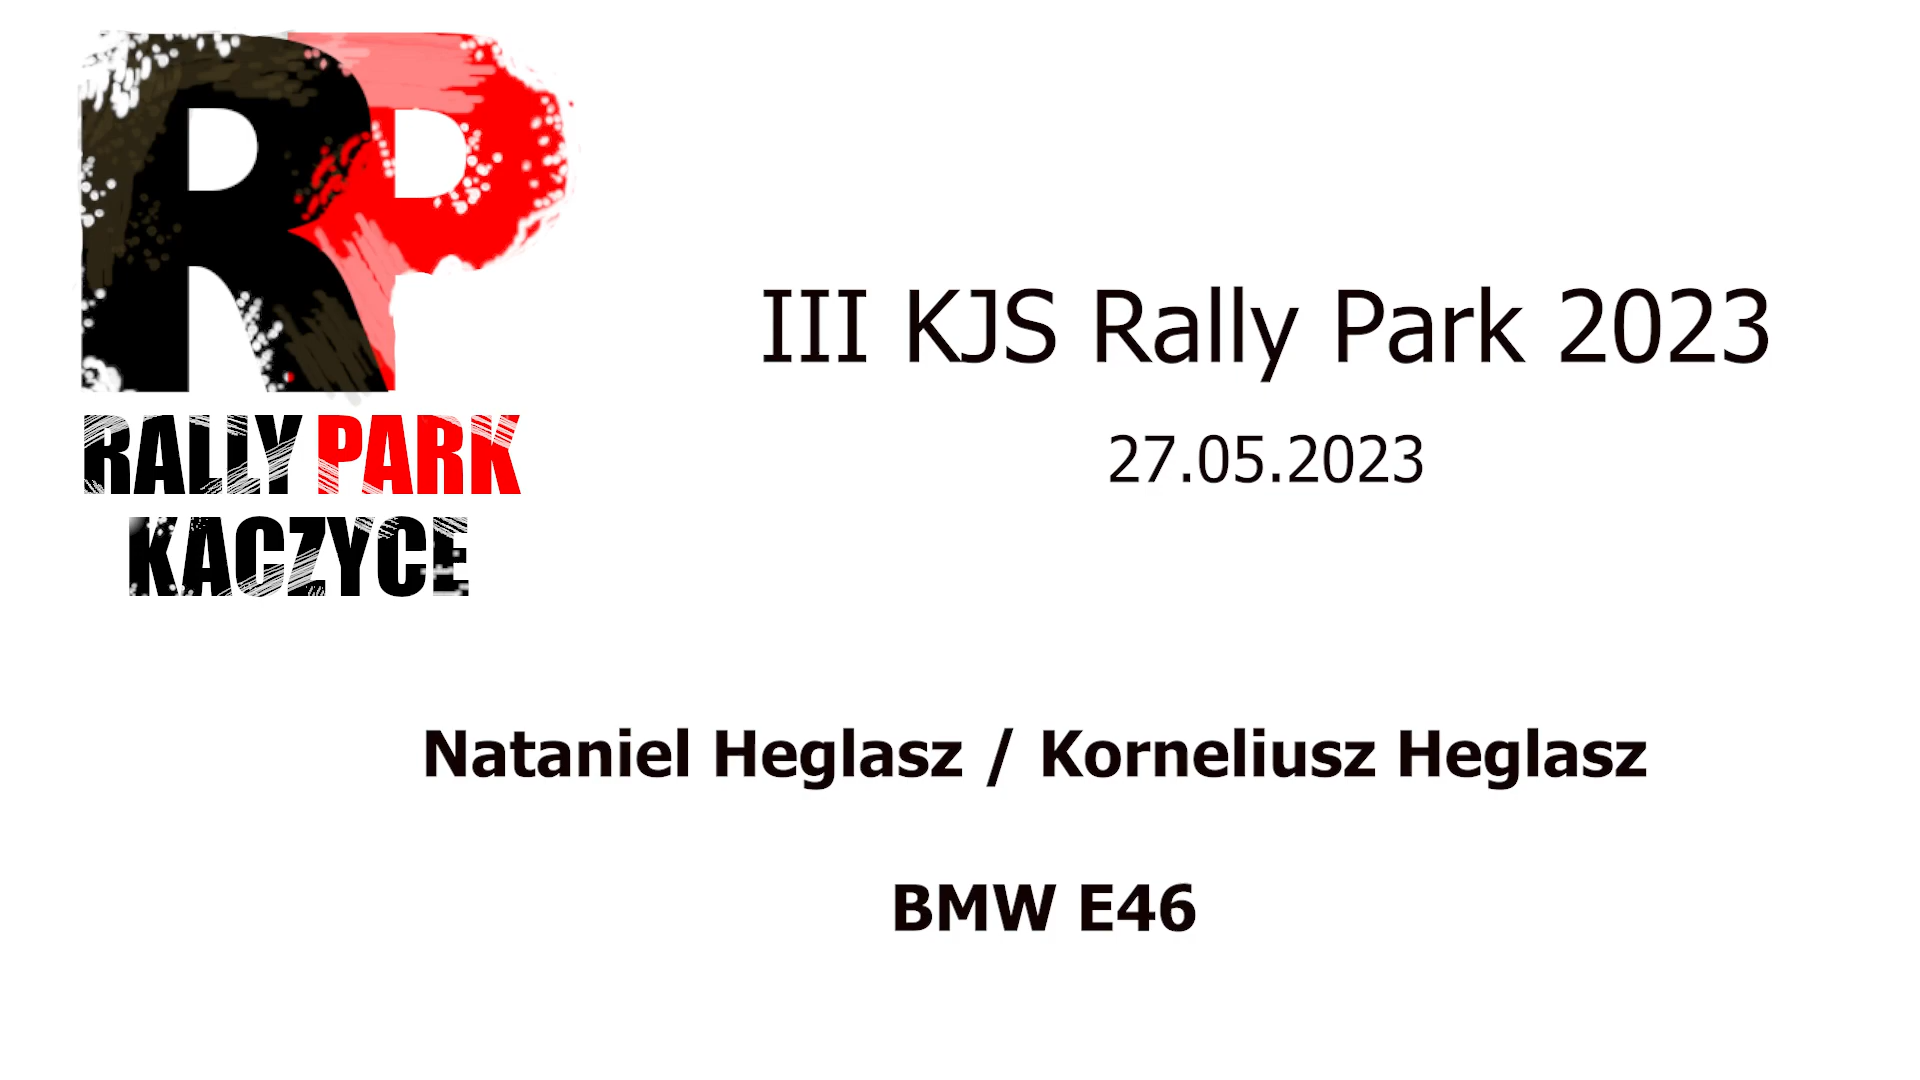 RP
RALLY PARK
KACZYCE
III KJS Rally Park 2023
27.05.2023
Nataniel Heglasz / Korneliusz Heglasz
BMW E46